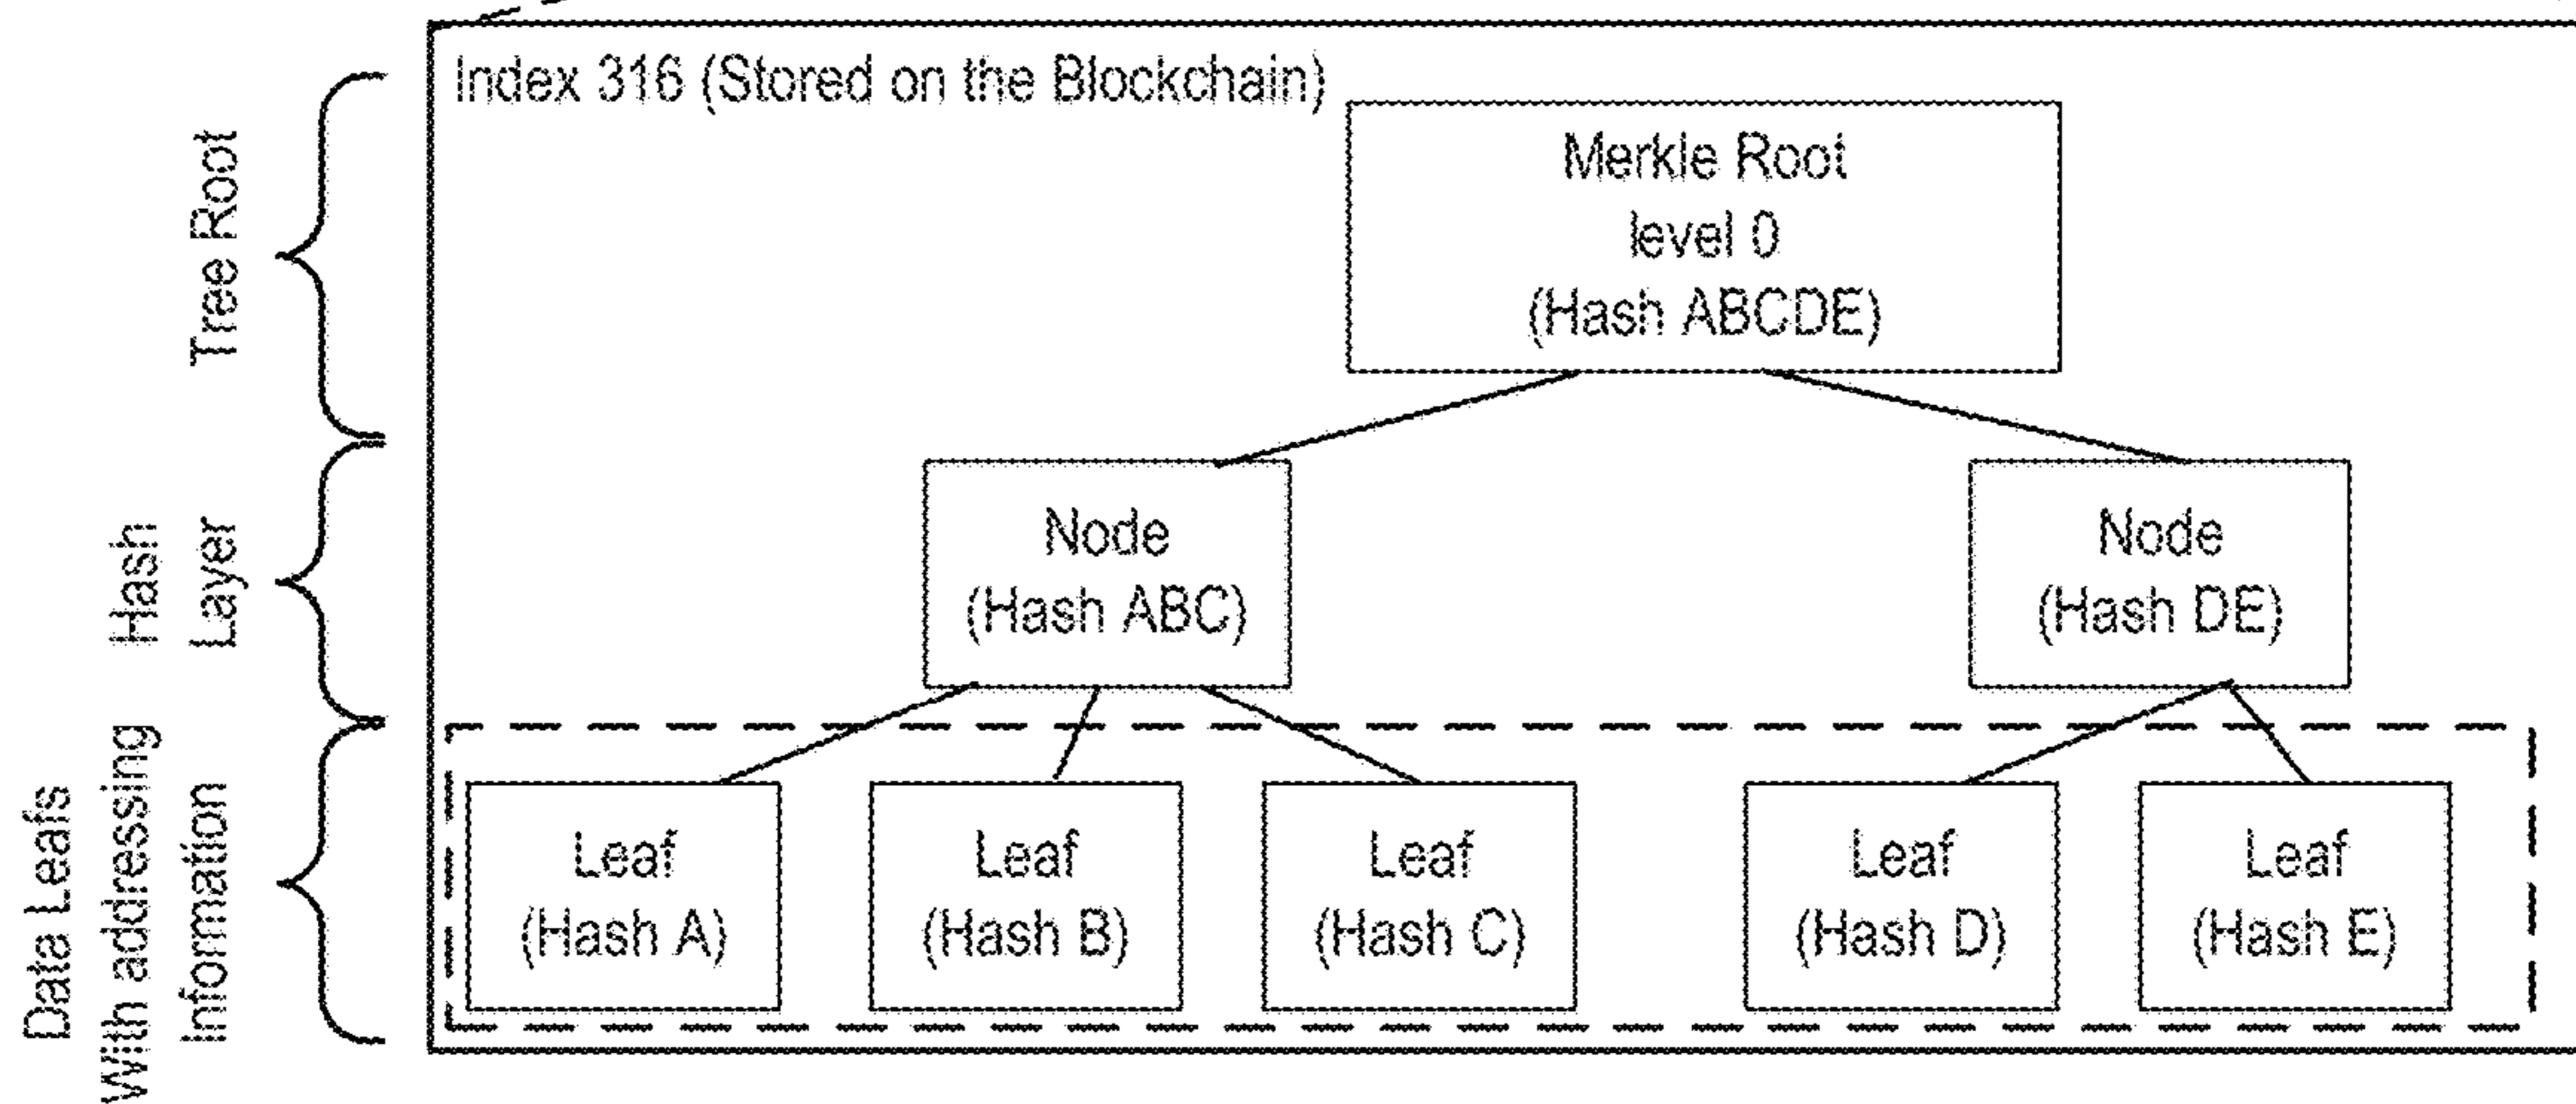 Index 316 (Stored on the Blockchain)
Tree Root
Merkle Root
level 0
(Hash ABCDE)
Hash
Layer
Node
(Hash ABC)
Node
(Hash DE)
Data Leafs
With addressing
Information
Leaf
(Hash A)
Leaf
(Hash B)
Leaf
(Hash C)
Leaf
(Hash D)
Leaf
(Hash E)